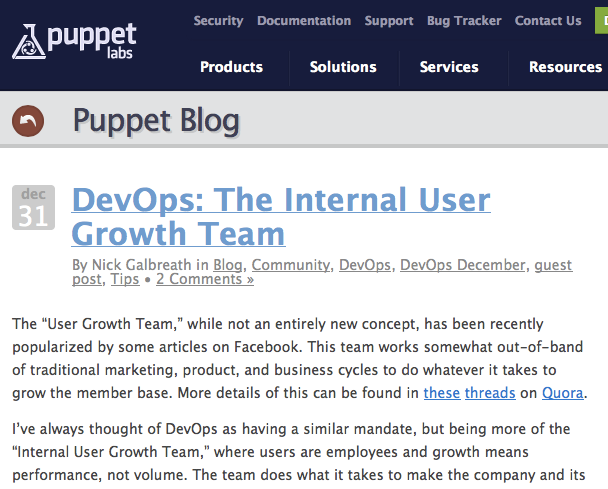 puppet labs
Security Documentation Support Bug Tracker Contact Us
Products Solutions Services Resources
Puppet Blog
dec
31
DevOps: The Internal User
Growth Team
By Nick Galbreath in Blog, Community, DevOps, DevOps December, guest
post, Tips • 2 Comments »
The “User Growth Team,” while not an entirely new concept, has been recently
popularized by some articles on Facebook. This team works somewhat out-of-band
of traditional marketing, product, and business cycles to do whatever it takes to
grow the member base. More details of this can be found in these threads on Quora.
I’ve always thought of DevOps as having a similar mandate, but being more of the
“Internal User Growth Team,” where users are employees and growth means
performance, not volume. The team does what it takes to make the company and its